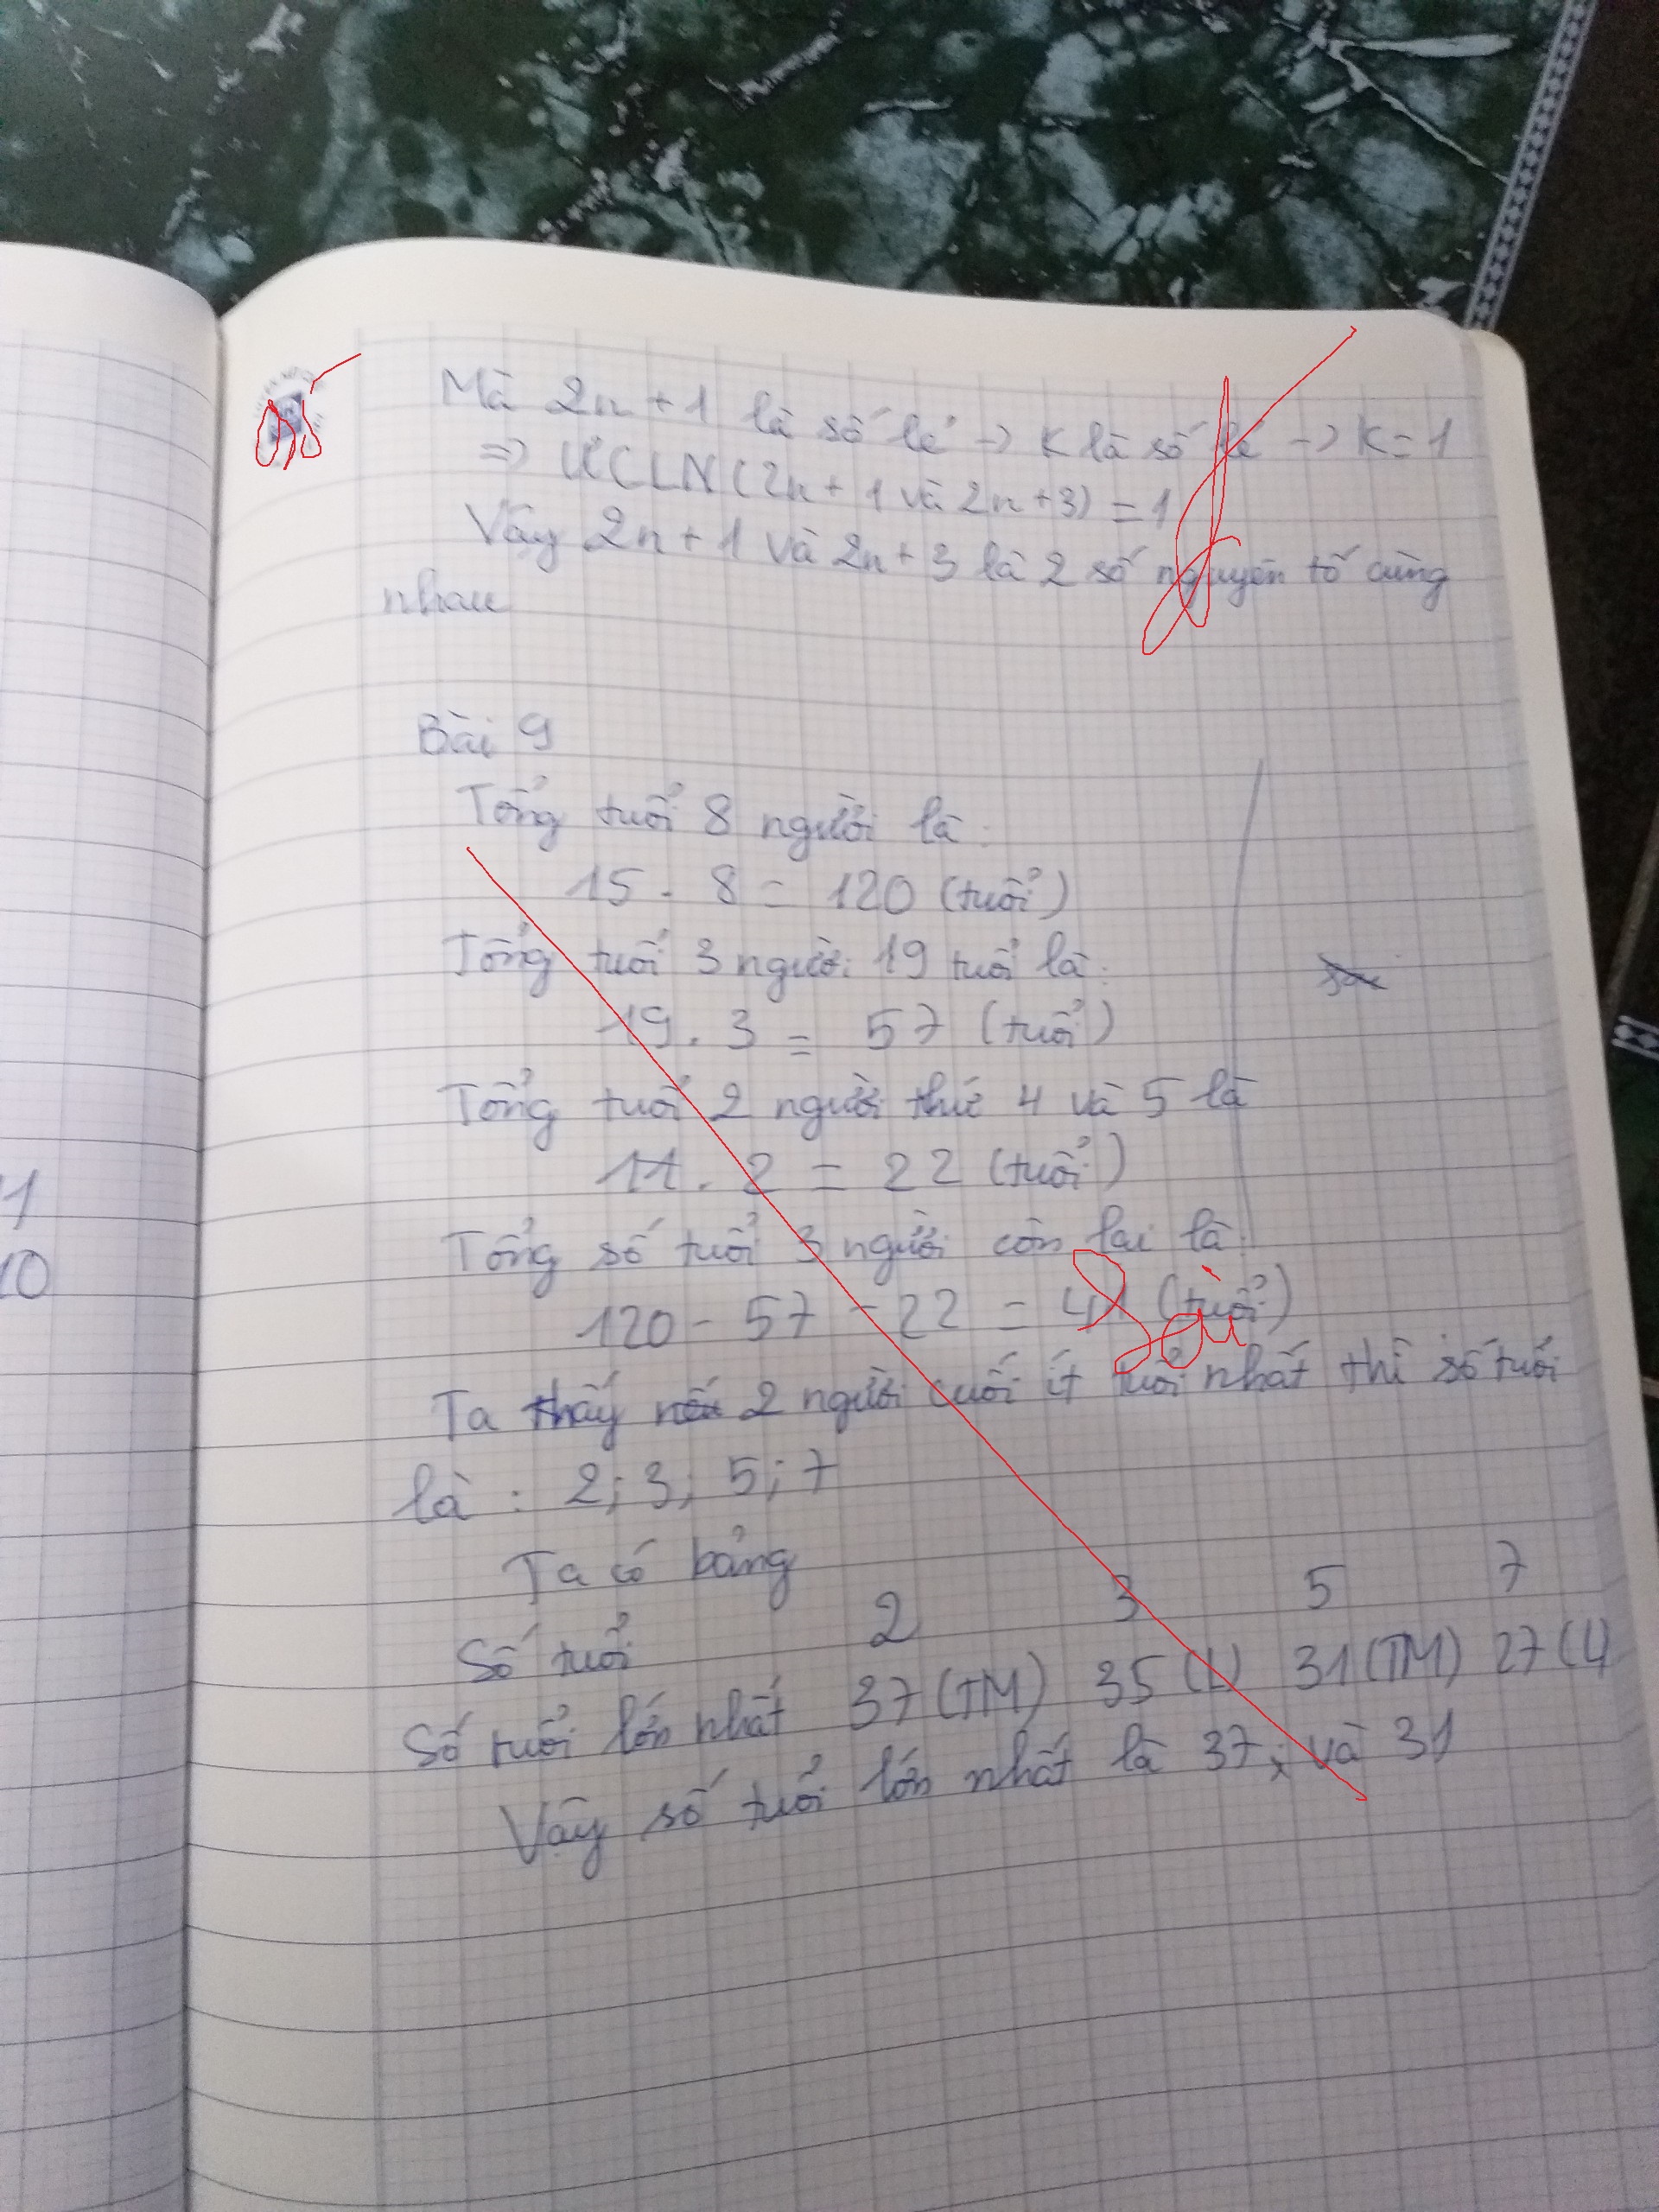 0,5
Mà 2n+1 là số lẻ → K là số lẻ → K=1
⇒ ƯCLN(2n+1 và 2n+3) = 1
Vậy 2n+1 và 2n+3 là 2 số nguyên tố cùng
nhau
Bài 9
Tổng tuổi 8 người là:
15 . 8 = 120 (tuổi)
Tổng tuổi 3 người 19 tuổi là:
19 . 3 = 57 (tuổi)
Tổng tuổi 2 người thứ 4 và 5 là
11 . 2 = 22 (tuổi)
Tổng số tuổi 3 người còn lại là:
120 - 57 - 22 = 41 (tuổi)
Sai
Ta thấy 2 người cuối ít tuổi nhất thì số tuổi
là : 2; 3; 5; 7
Ta có bảng
Số tuổi 2 3 5 7
Số tuổi lớn nhất 37 (TM) 35 (L) 31 (TM) 27 (L)
Vậy số tuổi lớn nhất là 37; và 31
1
10